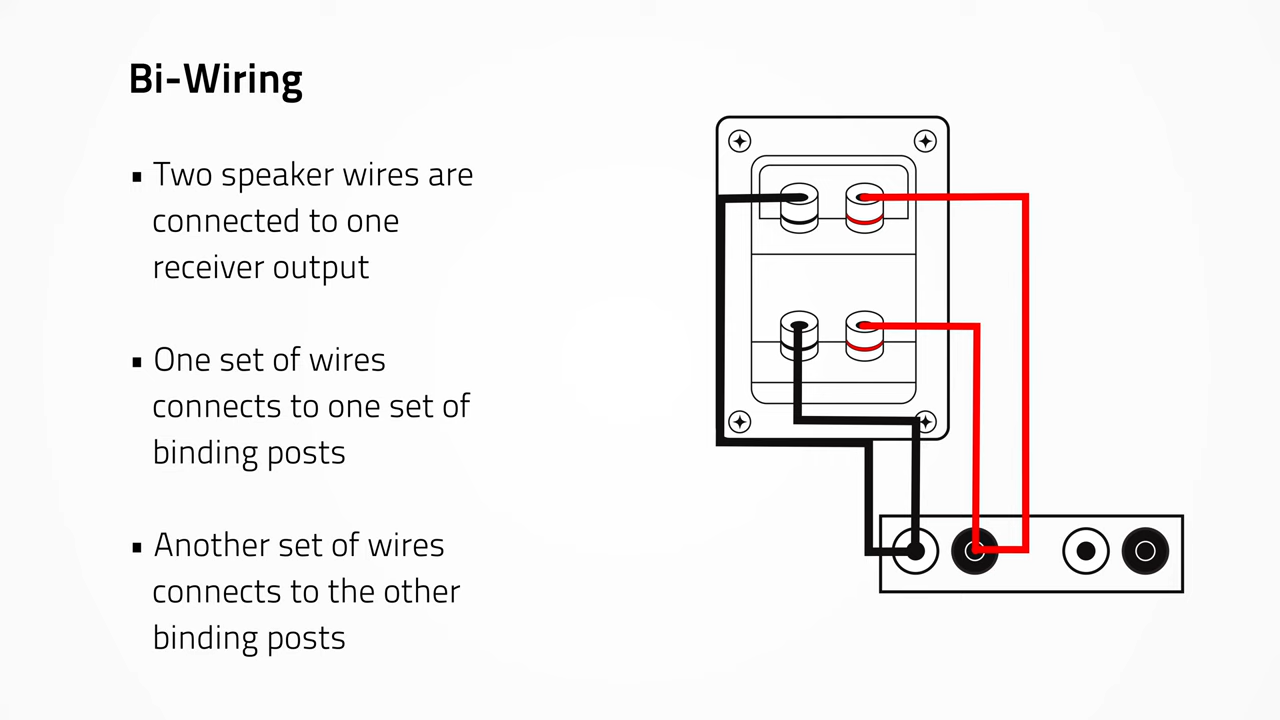 Bi-Wiring
▪ Two speaker wires are
connected to one
receiver output
▪ One set of wires
connects to one set of
binding posts
▪ Another set of wires
connects to the other
binding posts